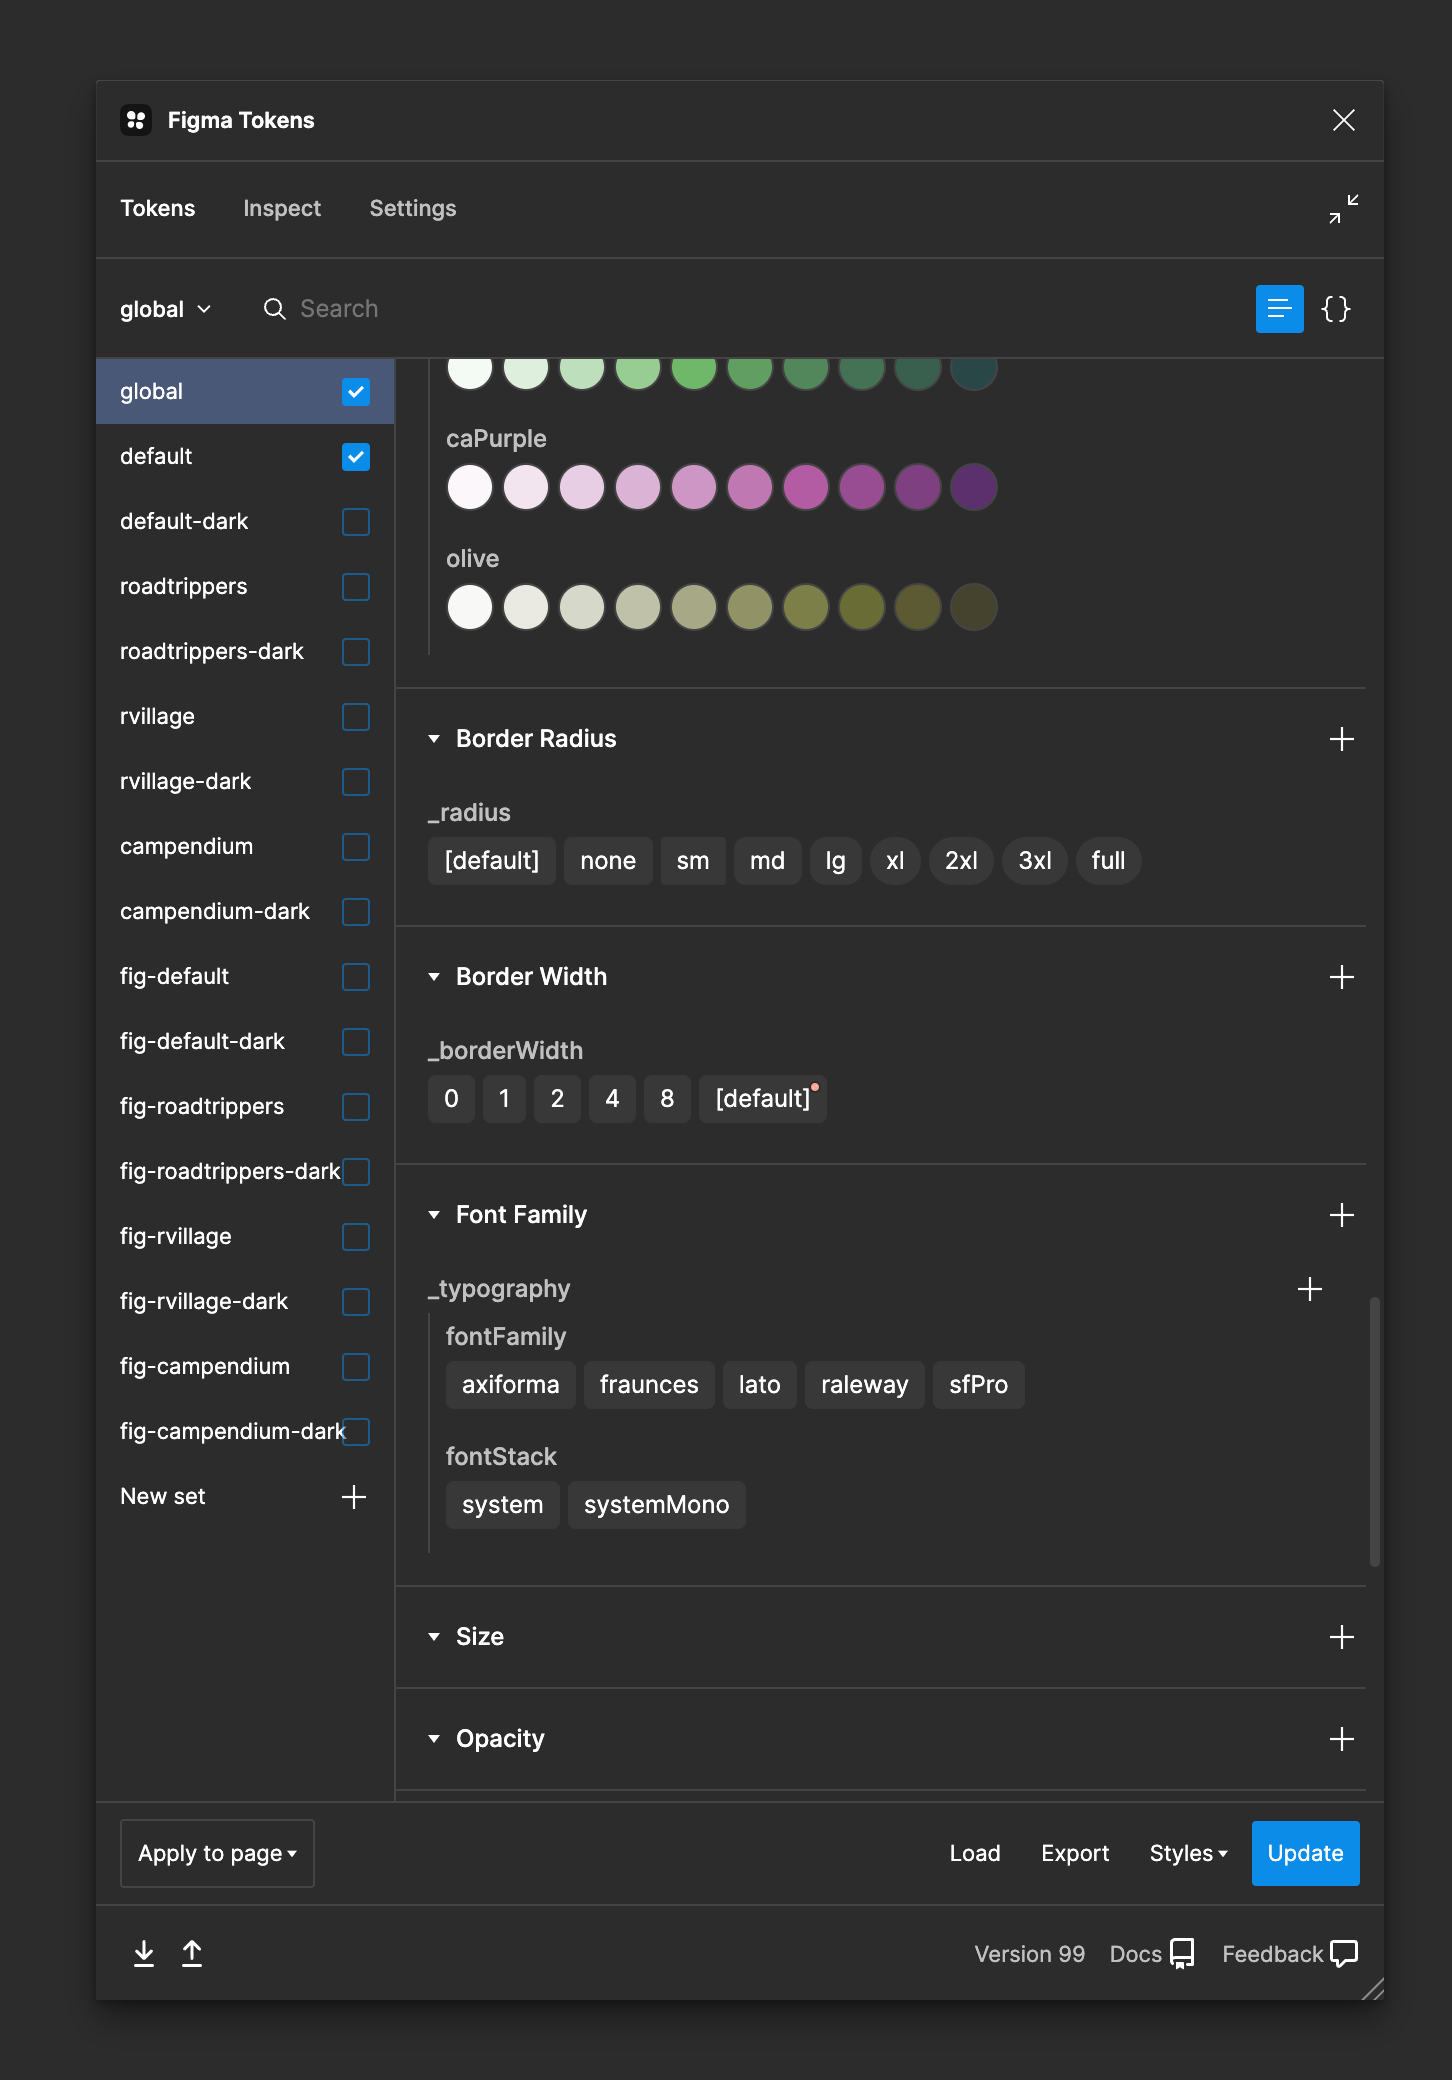 Figma Tokens
Tokens Inspect Settings
global Search {}
global
default
default-dark
roadtrippers
roadtrippers-dark
rvillage
rvillage-dark
campendium
campendium-dark
fig-default
fig-default-dark
fig-roadtrippers
fig-roadtrippers-dark
fig-rvillage
fig-rvillage-dark
fig-campendium
fig-campendium-dark
New set
caPurple
olive
Border Radius
_radius
[default] none sm md lg xl 2xl 3xl full
Border Width
_borderWidth
0 1 2 4 8 [default]
Font Family
_typography
fontFamily
axiforma fraunces lato raleway sfPro
fontStack
system systemMono
Size
Opacity
Apply to page Load Export Styles Update
Version 99 Docs Feedback